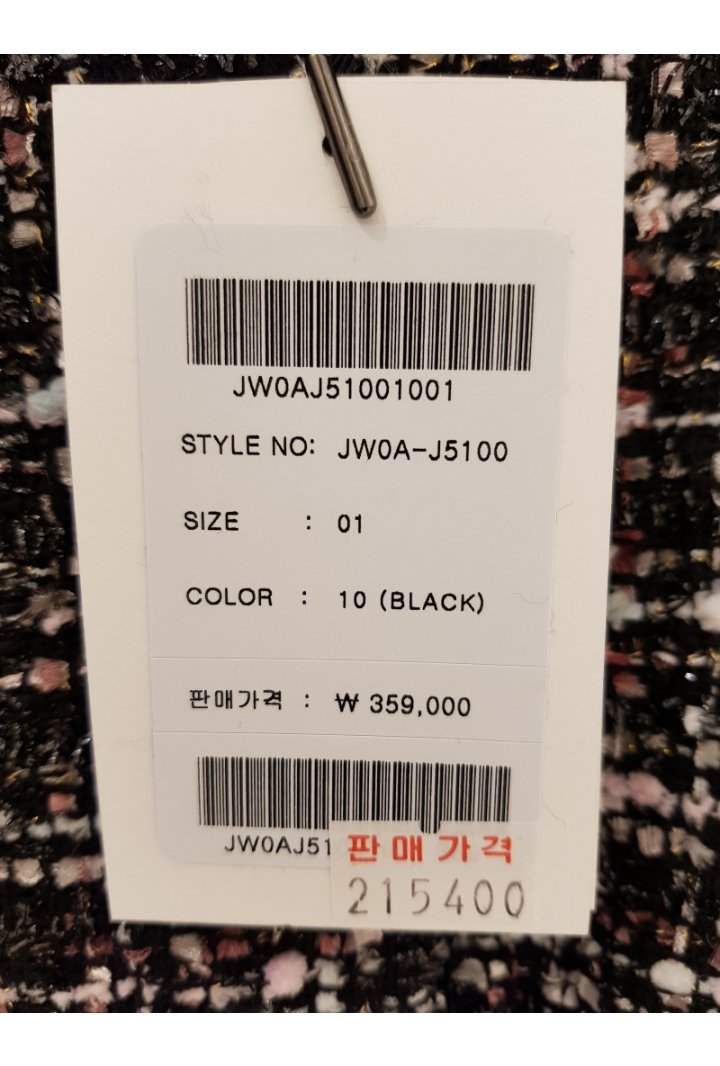 JW0AJ51001001
STYLE NO: JW0A-J5100
SIZE : 01
COLOR : 10 (BLACK)
판매가격 : ₩ 359,000
JW0AJ51
판매가격
215400